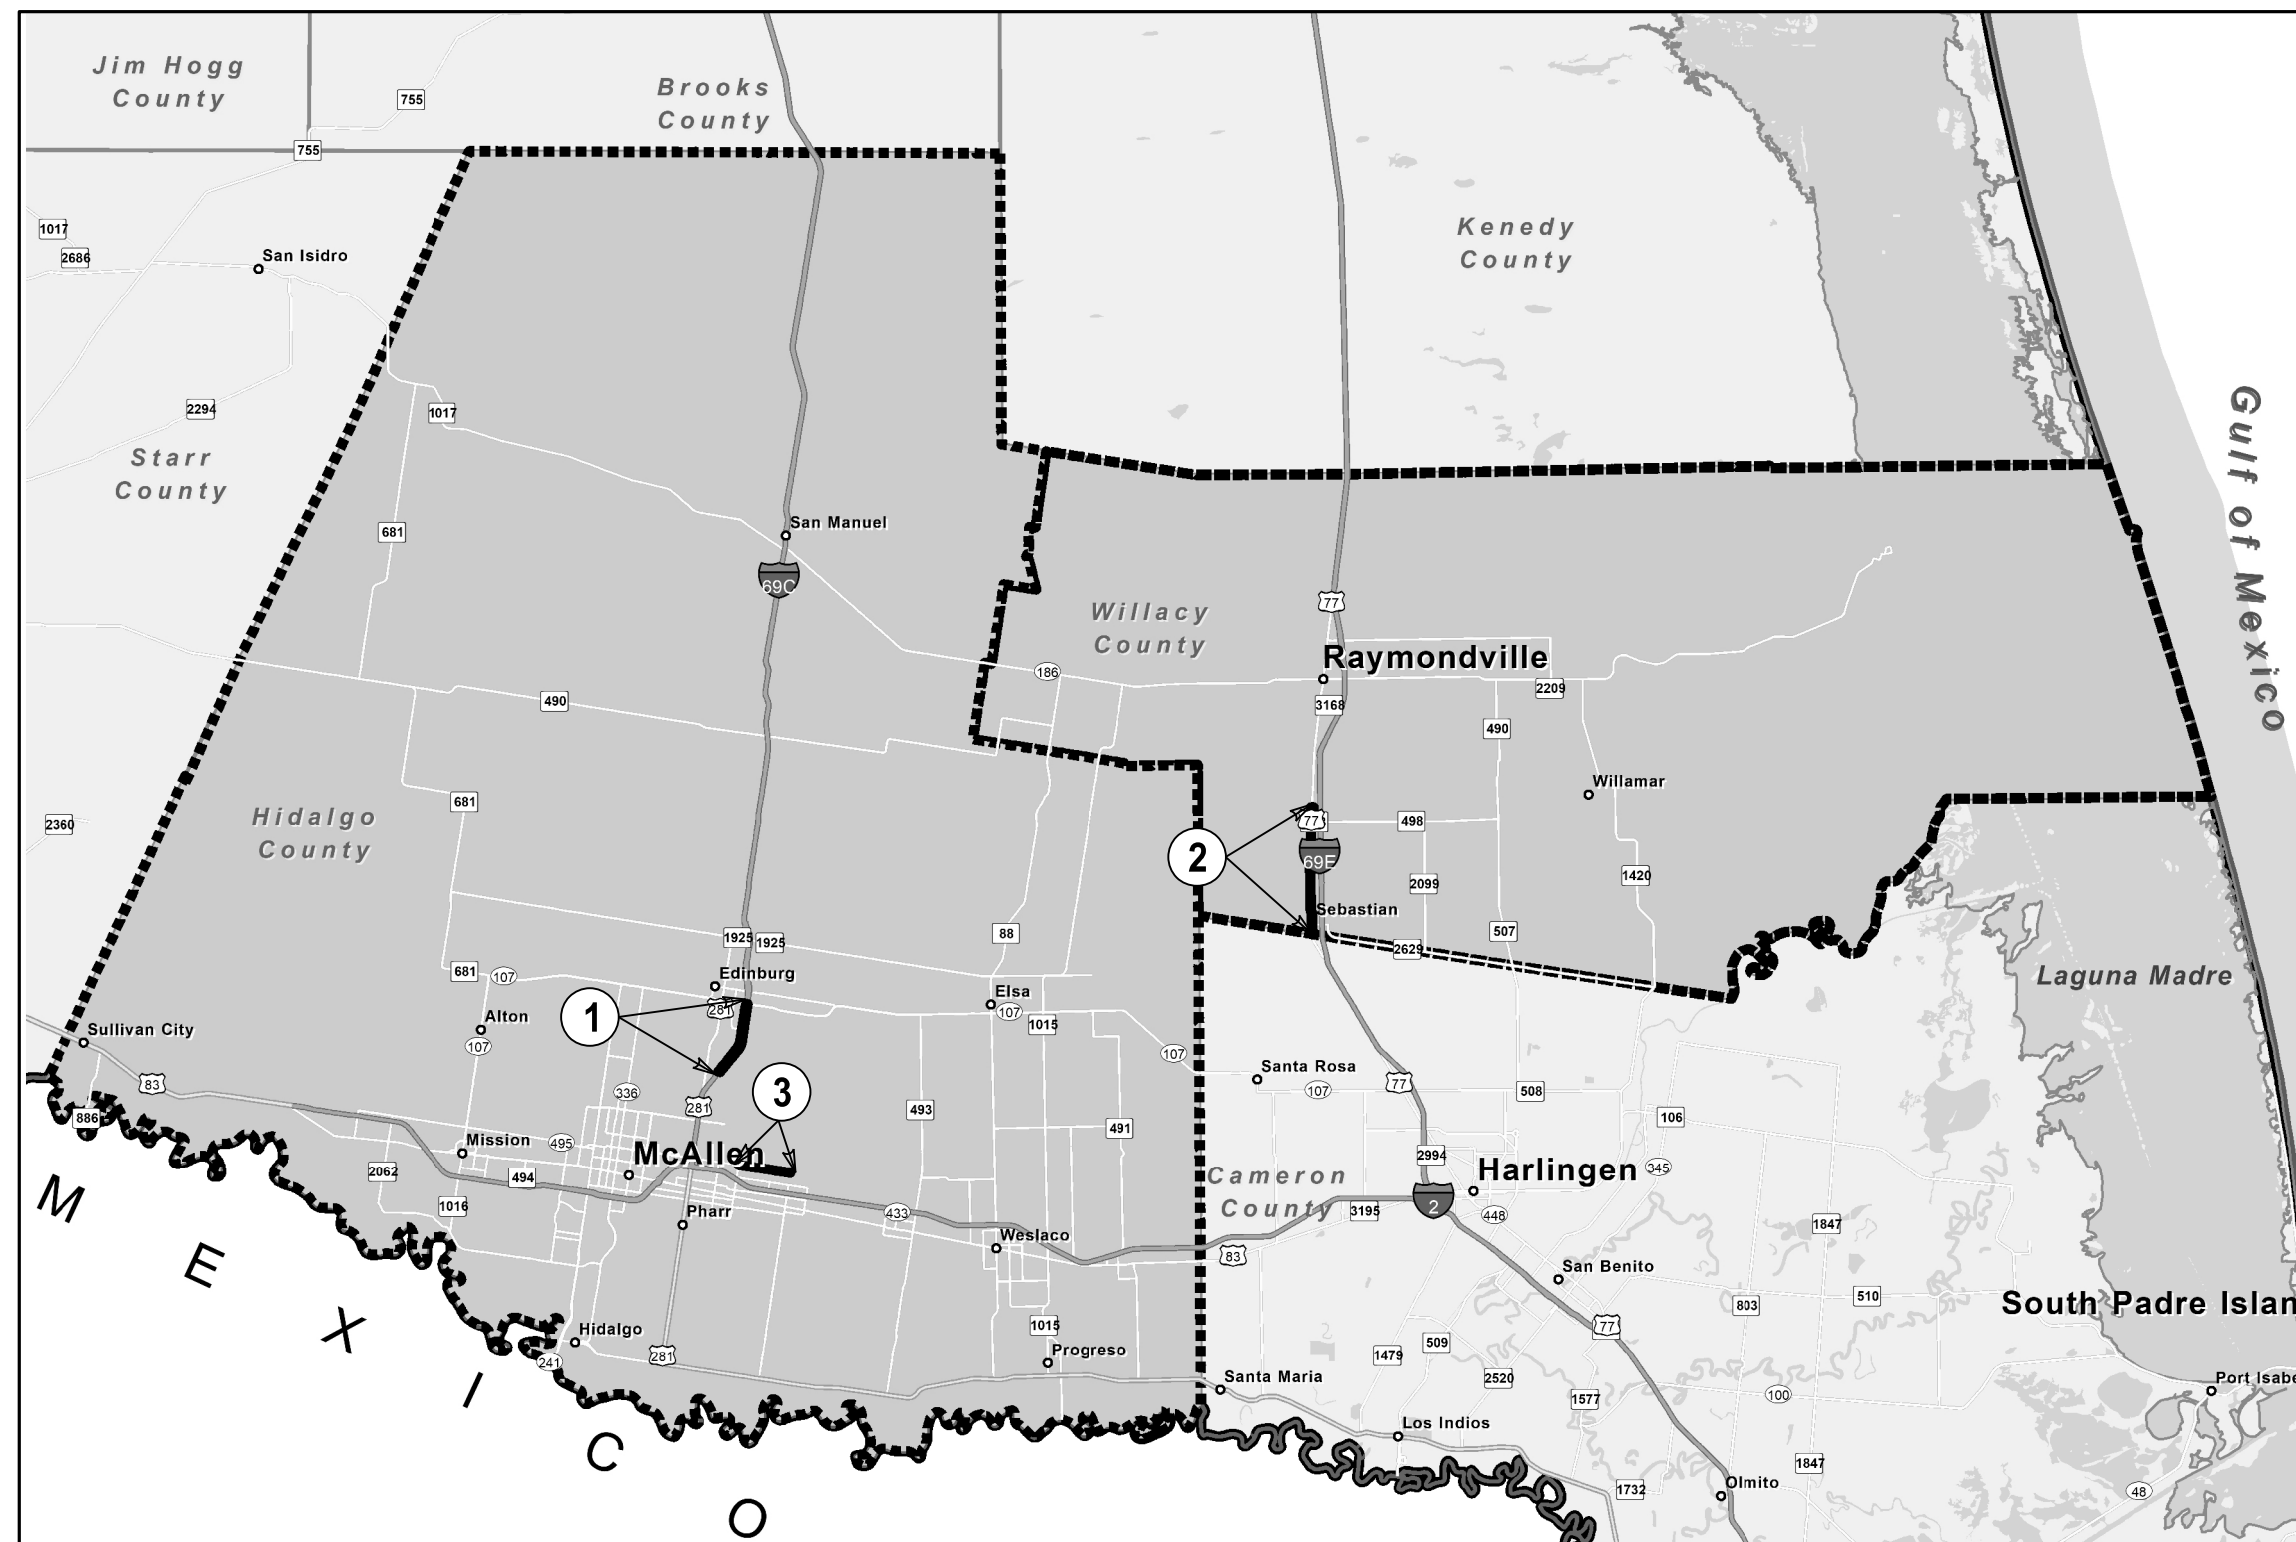 Jim Hogg
County
755
Brooks
County
755
1017
2686
San Isidro
Kenedy
County
2294
1017
Starr
County
Gulf of Mexico
681
San Manuel
69C
77
Willacy
County
Raymondville
186
2209
490
3168
490
Willamar
681
Hidalgo
County
2360
77
498
2
69E
2099
1420
Sebastian
88
507
1925
1925
2629
681
107
Edinburg
Laguna Madre
Elsa
281
107
1
Alton
1015
Sullivan City
107
107
Santa Rosa
83
336
3
77
107
508
281
493
886
106
491
Mission
495
McAllen
2994
345
2062
494
Cameron
County
Harlingen
1016
2
Pharr
433
3195
448
1847
Weslaco
83
San Benito
510
803
South Padre Islan
Hidalgo
1015
77
509
Progreso
281
1479
241
Santa Maria
2520
Port Isabe
1577
100
Los Indios
1847
1732
Olmito
48
MEXICO